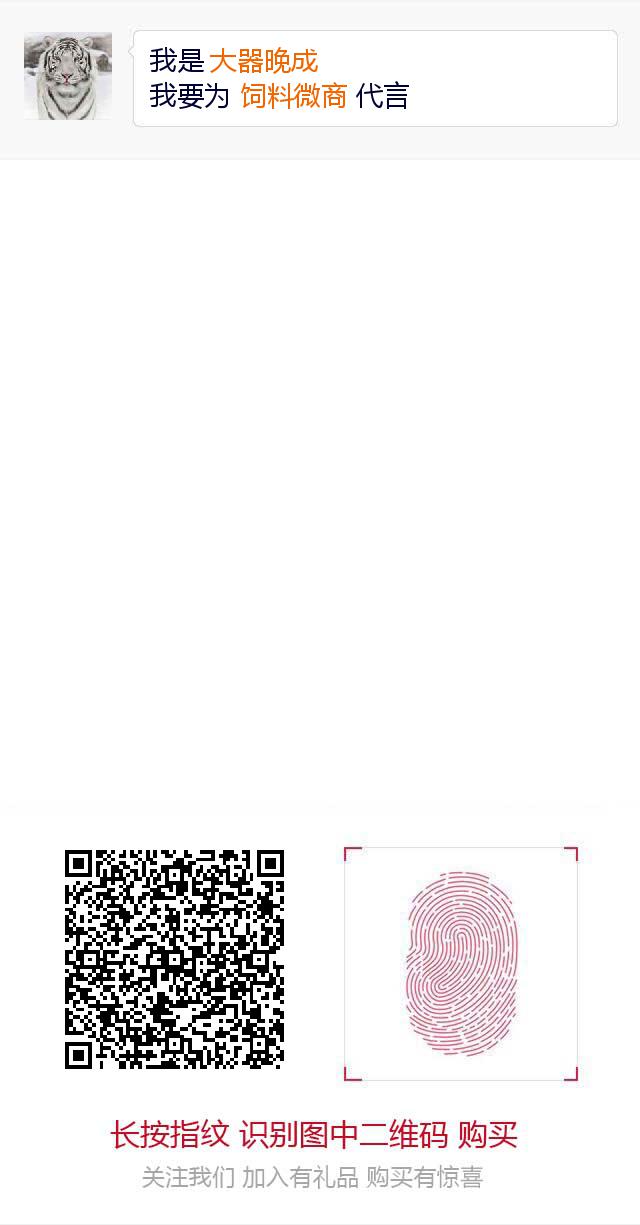 我是 大器晚成
我要为 饲料微商 代言
长按指纹 识别图中二维码 购买
关注我们 加入有礼品 购买有惊喜